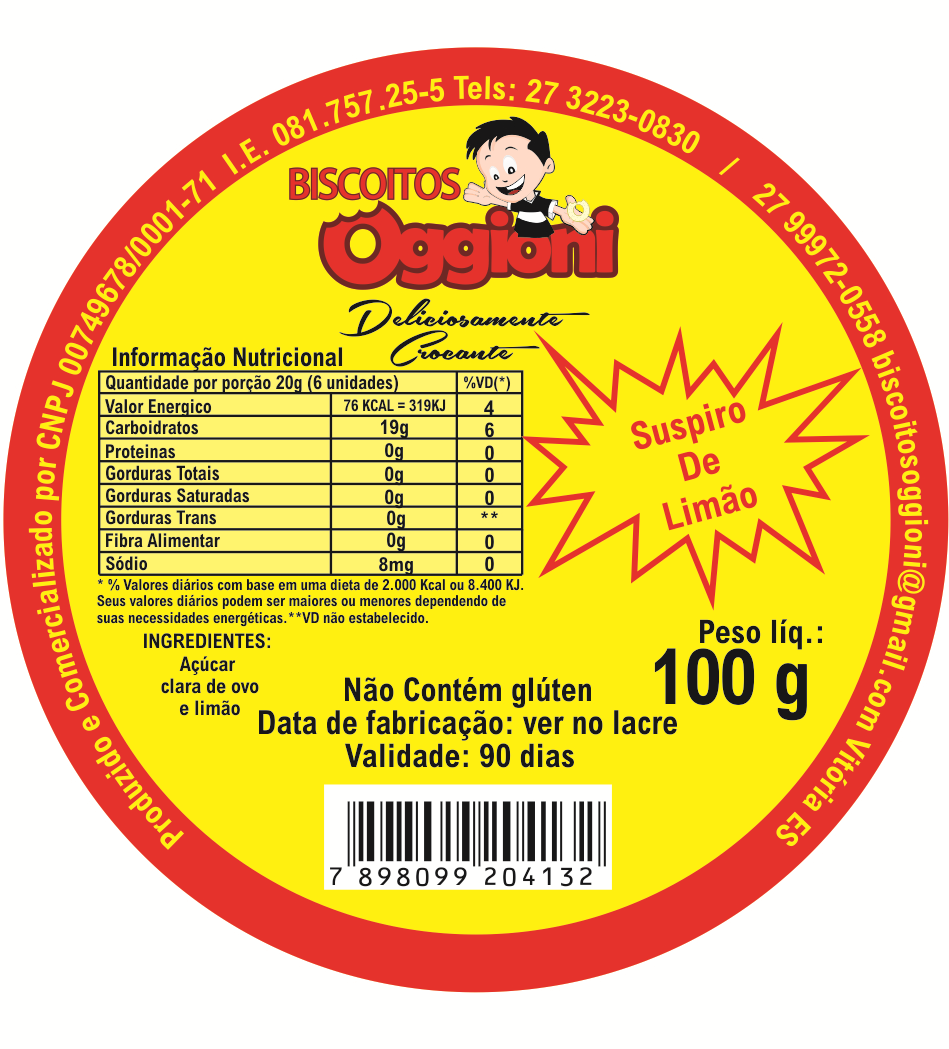 Produzido e Comercializado por CNPJ 00749678/0001-71 I.E. 081.757.25-5 Tels: 27 3223-0830 / 27 99972-0558 biscoitosoggioni@gmail.com Vitória ES
BISCOITOS
Oggioni
Deliciosamente
Crocante
Informação Nutricional
Quantidade por porção 20g (6 unidades) %VD(*)
Valor Energico 76 KCAL = 319KJ 4
Carboidratos 19g 6
Proteinas 0g 0
Gorduras Totais 0g 0
Gorduras Saturadas 0g 0
Gorduras Trans 0g **
Fibra Alimentar 0g 0
Sódio 8mg 0
* % Valores diários com base em uma dieta de 2.000 Kcal ou 8.400 KJ.
Seus valores diários podem ser maiores ou menores dependendo de
suas necessidades energéticas.**VD não estabelecido.
Suspiro
De
Limão
INGREDIENTES:
Açúcar
clara de ovo
e limão
Peso líq.:
100 g
Não Contém glúten
Data de fabricação: ver no lacre
Validade: 90 dias
7 898099 204132